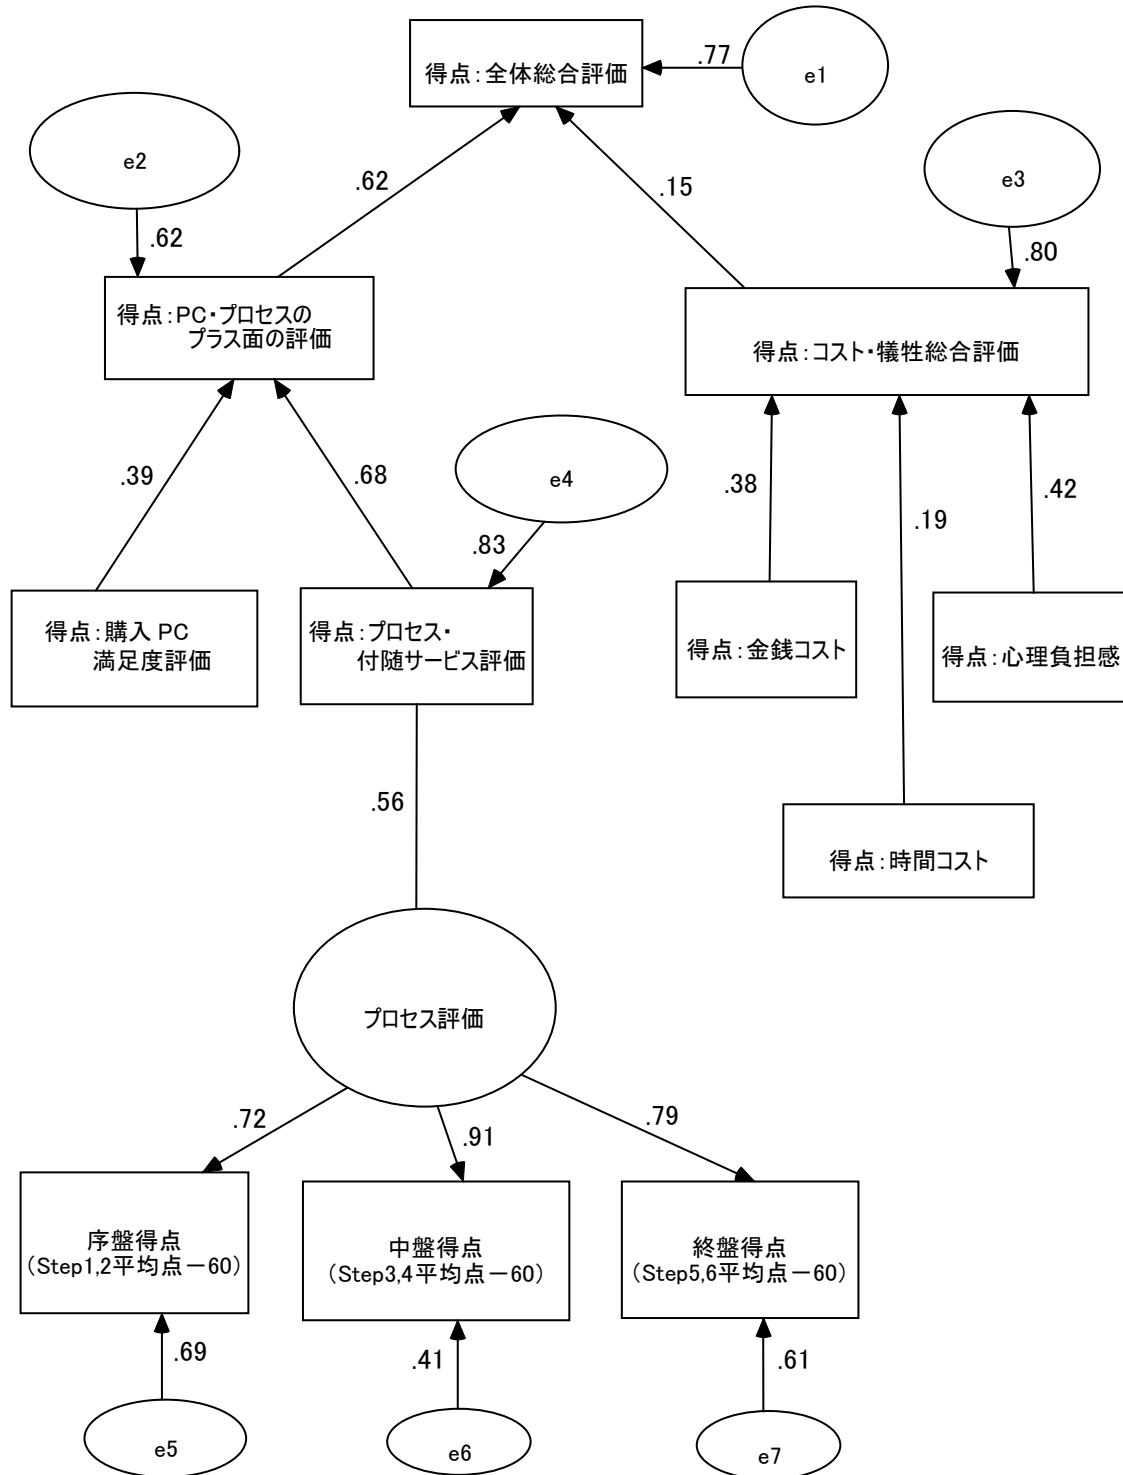 得点：全体総合評価
.77
e1
e2
.62
.15
e3
.62
.80
得点：PC・プロセスの
プラス面の評価
得点：コスト・犠牲総合評価
.39
.68
e4
.38
.42
.19
.83
得点：購入 PC
満足度評価
得点：プロセス・
付随サービス評価
得点：金銭コスト
得点：心理負担感
.56
得点：時間コスト
プロセス評価
.72
.91
.79
序盤得点
（Step1,2平均点－60）
中盤得点
（Step3,4平均点－60）
終盤得点
（Step5,6平均点－60）
.69
.41
.61
e5
e6
e7